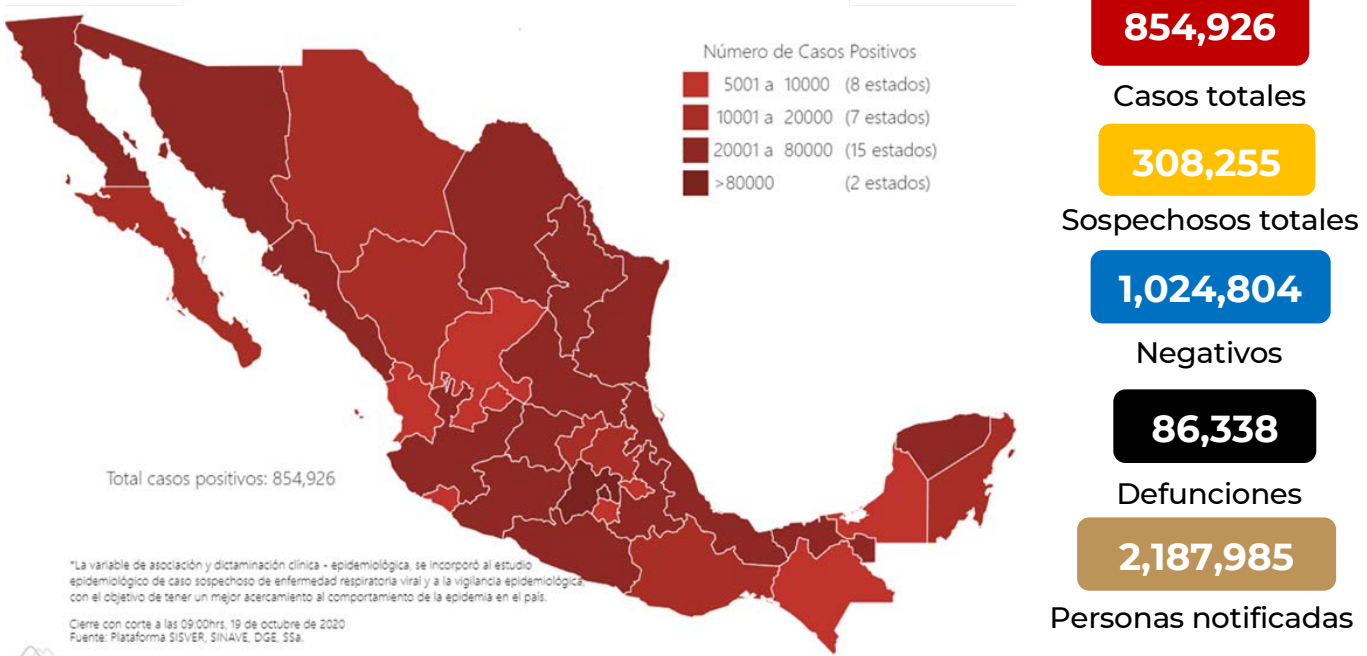 Número de Casos Positivos
5001 a 10000 (8 estados)
10001 a 20000 (7 estados)
20001 a 80000 (15 estados)
>80000 (2 estados)
Total casos positivos: 854,926
*La variable de asociación y dictaminación clínica - epidemiológica, se incorporó al estudio
epidemiológico de caso sospechoso de enfermedad respiratoria viral y a la vigilancia epidemiológica,
con el objetivo de tener un mejor acercamiento al comportamiento de la epidemia en el país.
Cierre con corte a las 09:00hrs, 19 de octubre de 2020
Fuente: Plataforma SISVER, SINAVE, DGE, SSa.
854,926
Casos totales
308,255
Sospechosos totales
1,024,804
Negativos
86,338
Defunciones
2,187,985
Personas notificadas